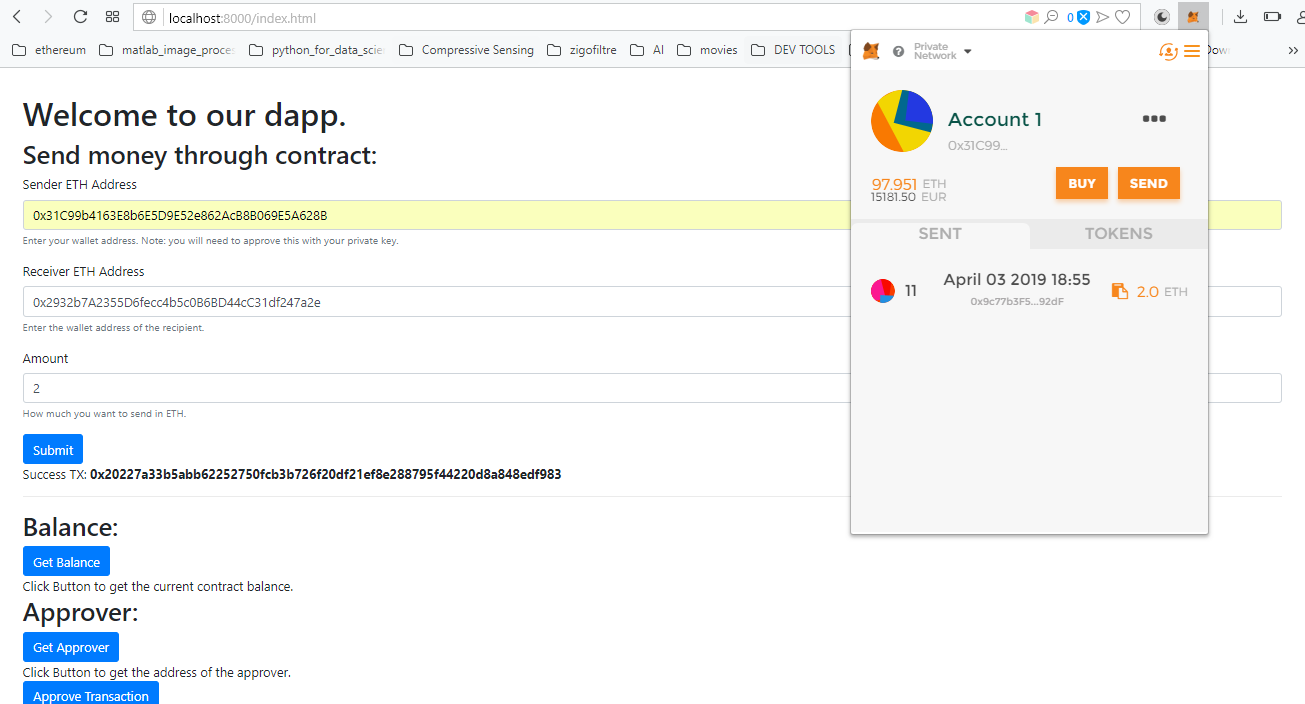 localhost:8000/index.html
0
ethereum
matlab_image_proces
python_for_data_scie
Compressive Sensing
zigofiltre
AI
movies
DEV TOOLS
Dow
»
Welcome to our dapp.
Send money through contract:
Sender ETH Address
0x31C99b4163E8b6E5D9E52e862AcB8B069E5A628B
Enter your wallet address. Note: you will need to approve this with your private key.
Receiver ETH Address
0x2932b7A2355D6fecc4b5c0B6BD44cC31df247a2e
Enter the wallet address of the recipient.
Amount
2
How much you want to send in ETH.
Submit
Success TX: 0x20227a33b5abb62252750fcb3b726f20df21ef8e288795f44220d8a848edf983
Balance:
Get Balance
Click Button to get the current contract balance.
Approver:
Get Approver
Click Button to get the address of the approver.
Approve Transaction
?
Private
Network
Account 1
0x31C99...
97.951 ETH
15181.50 EUR
BUY
SEND
SENT
TOKENS
11
April 03 2019 18:55
0x9c77b3F5...92dF
2.0 ETH